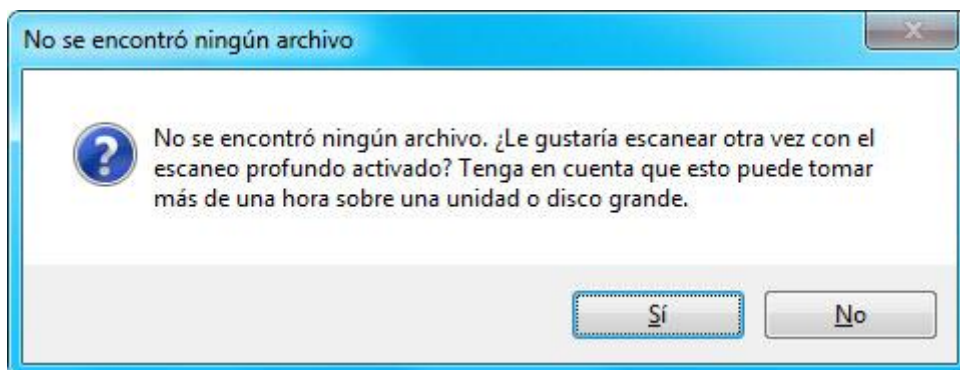 No se encontró ningún archivo
No se encontró ningún archivo. ¿Le gustaría escanear otra vez con el
escaneo profundo activado? Tenga en cuenta que esto puede tomar
más de una hora sobre una unidad o disco grande.
Sí
No